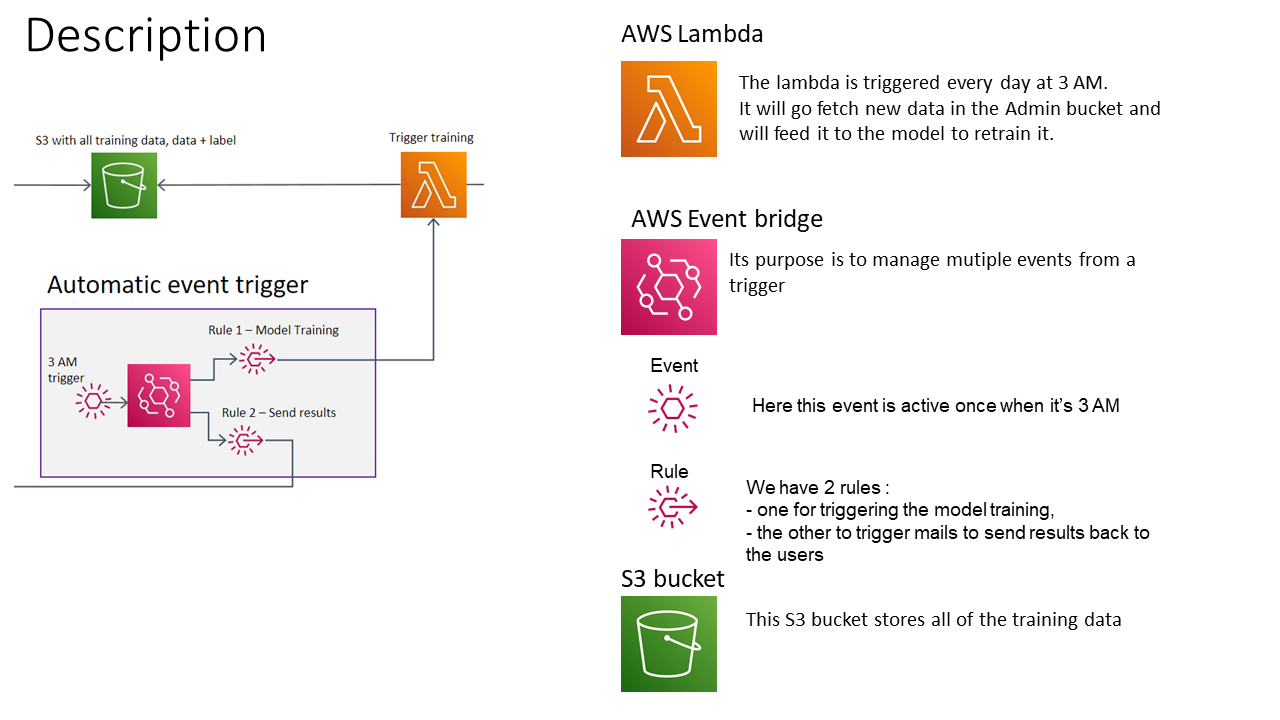 Description
S3 with all training data, data + label
Trigger training
Automatic event trigger
Rule 1 – Model Training
3 AM
trigger
Rule 2 – Send results
AWS Lambda
The lambda is triggered every day at 3 AM.
It will go fetch new data in the Admin bucket and
will feed it to the model to retrain it.
AWS Event bridge
Its purpose is to manage mutiple events from a
trigger
Event
Here this event is active once when it’s 3 AM
Rule
We have 2 rules :
- one for triggering the model training,
- the other to trigger mails to send results back to
the users
S3 bucket
This S3 bucket stores all of the training data